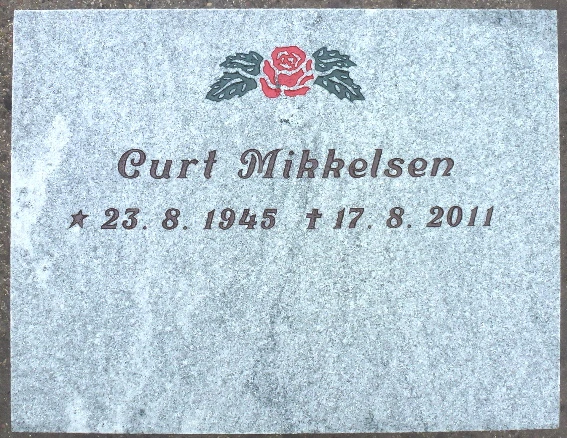 Curt Mikkelsen
★ 23. 8. 1945 ✝ 17. 8. 2011